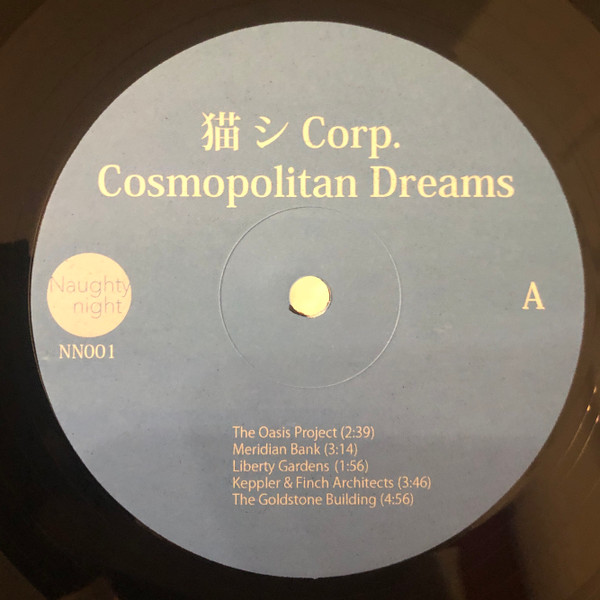 猫 シ Corp.
Cosmopolitan Dreams
Naughty
night
NN001
A
The Oasis Project (2:39)
Meridian Bank (3:14)
Liberty Gardens (1:56)
Keppler & Finch Architects (3:46)
The Goldstone Building (4:56)